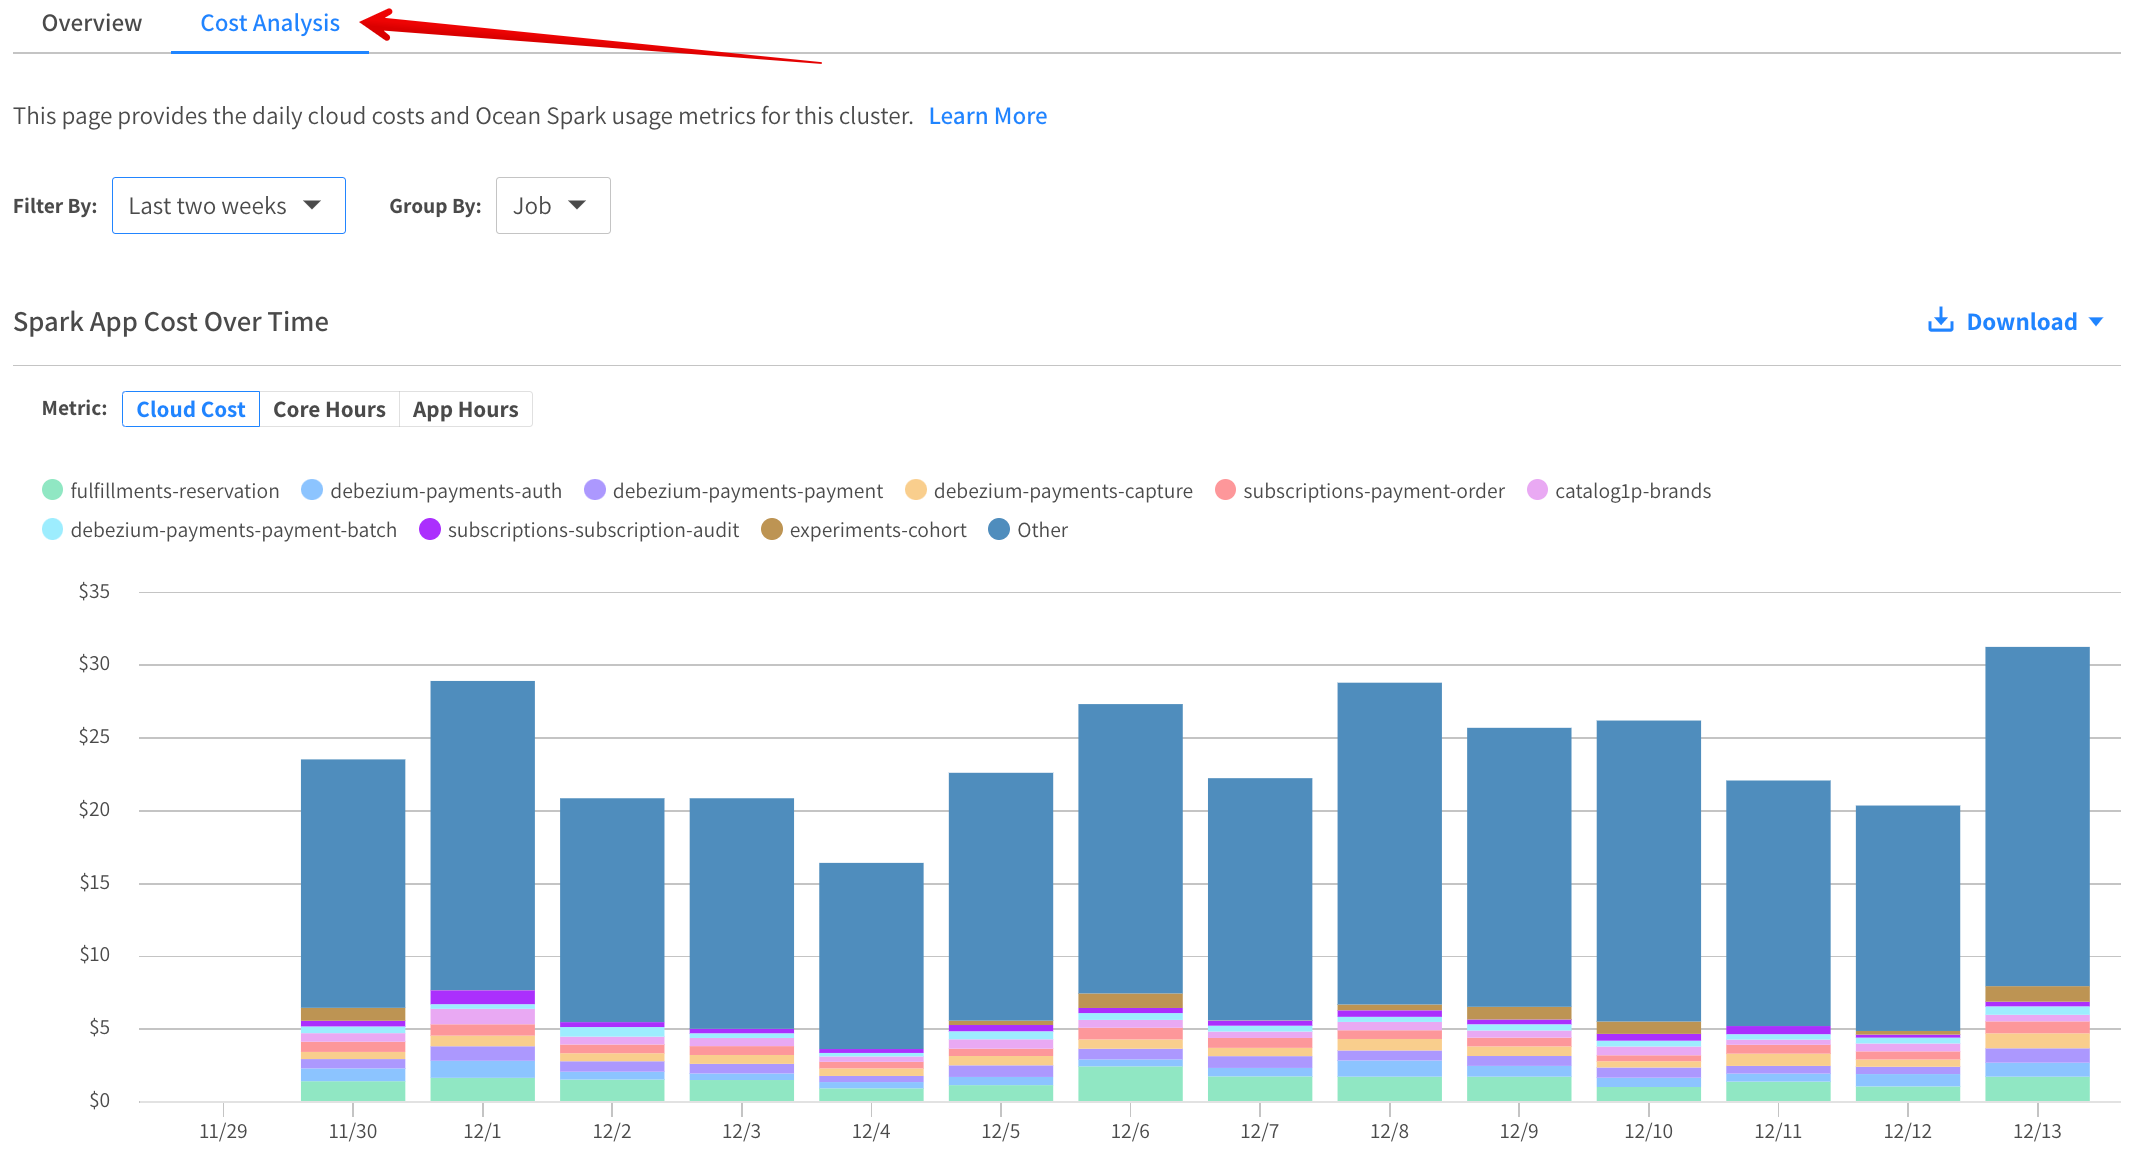 Overview Cost Analysis
This page provides the daily cloud costs and Ocean Spark usage metrics for this cluster. Learn More
Filter By: Last two weeks Group By: Job
Spark App Cost Over Time Download
Metric: Cloud Cost Core Hours App Hours
fulfillments-reservation debezium-payments-auth debezium-payments-payment debezium-payments-capture subscriptions-payment-order catalog1p-brands
debezium-payments-payment-batch subscriptions-subscription-audit experiments-cohort Other
$35
$30
$25
$20
$15
$10
$5
$0
11/29 11/30 12/1 12/2 12/3 12/4 12/5 12/6 12/7 12/8 12/9 12/10 12/11 12/12 12/13